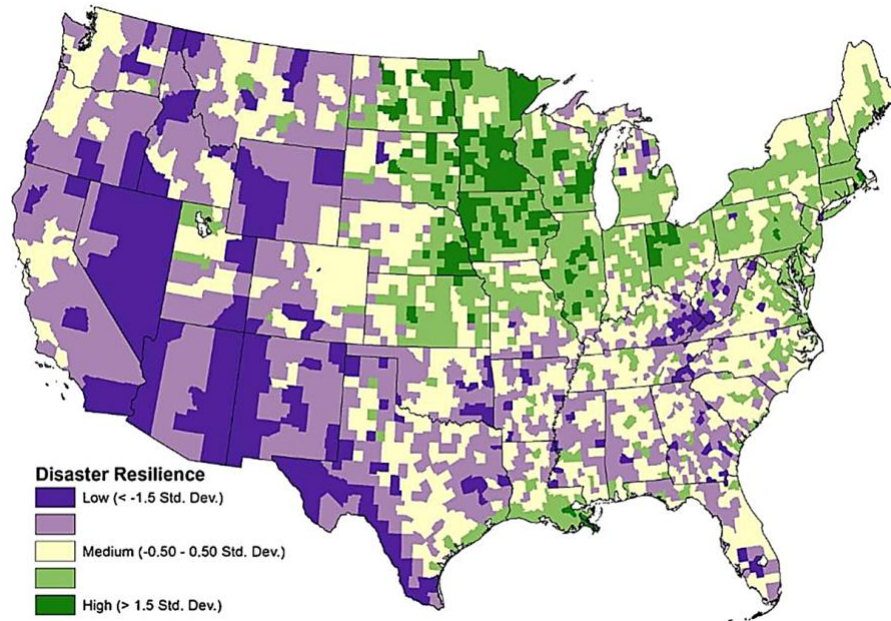 Disaster Resilience
Low (< -1.5 Std. Dev.)
Medium (-0.50 - 0.50 Std. Dev.)
High (> 1.5 Std. Dev.)